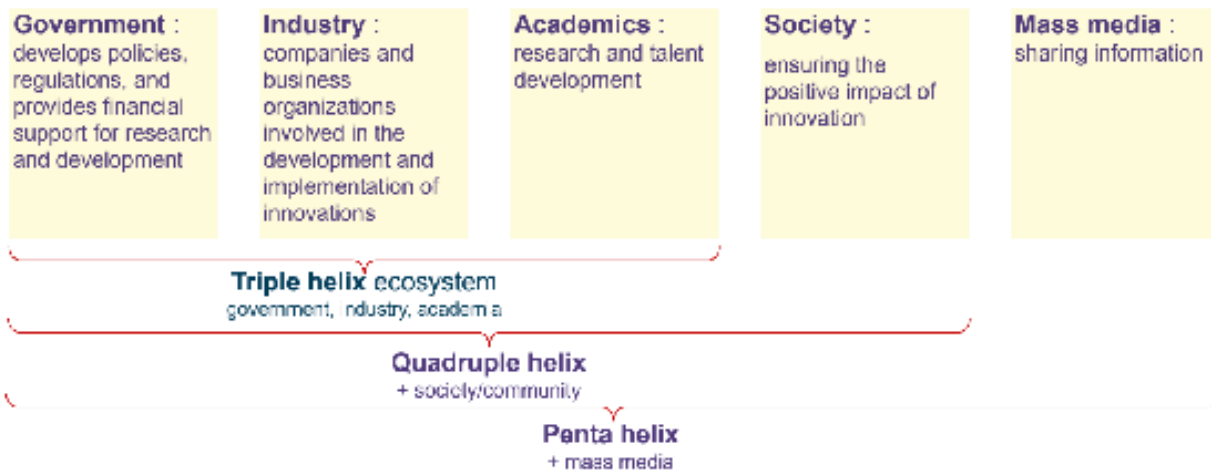 Government :
develops policies,
regulations, and
provides financial
support for research
and development
Industry :
companies and
business
organizations
involved in the
development and
implementation of
innovations
Academics :
research and talent
development
Society :
ensuring the
positive impact of
innovation
Mass media :
sharing information
Triple helix ecosystem
government, industry, academia
Quadruple helix
+ society/community
Penta helix
+ mass media